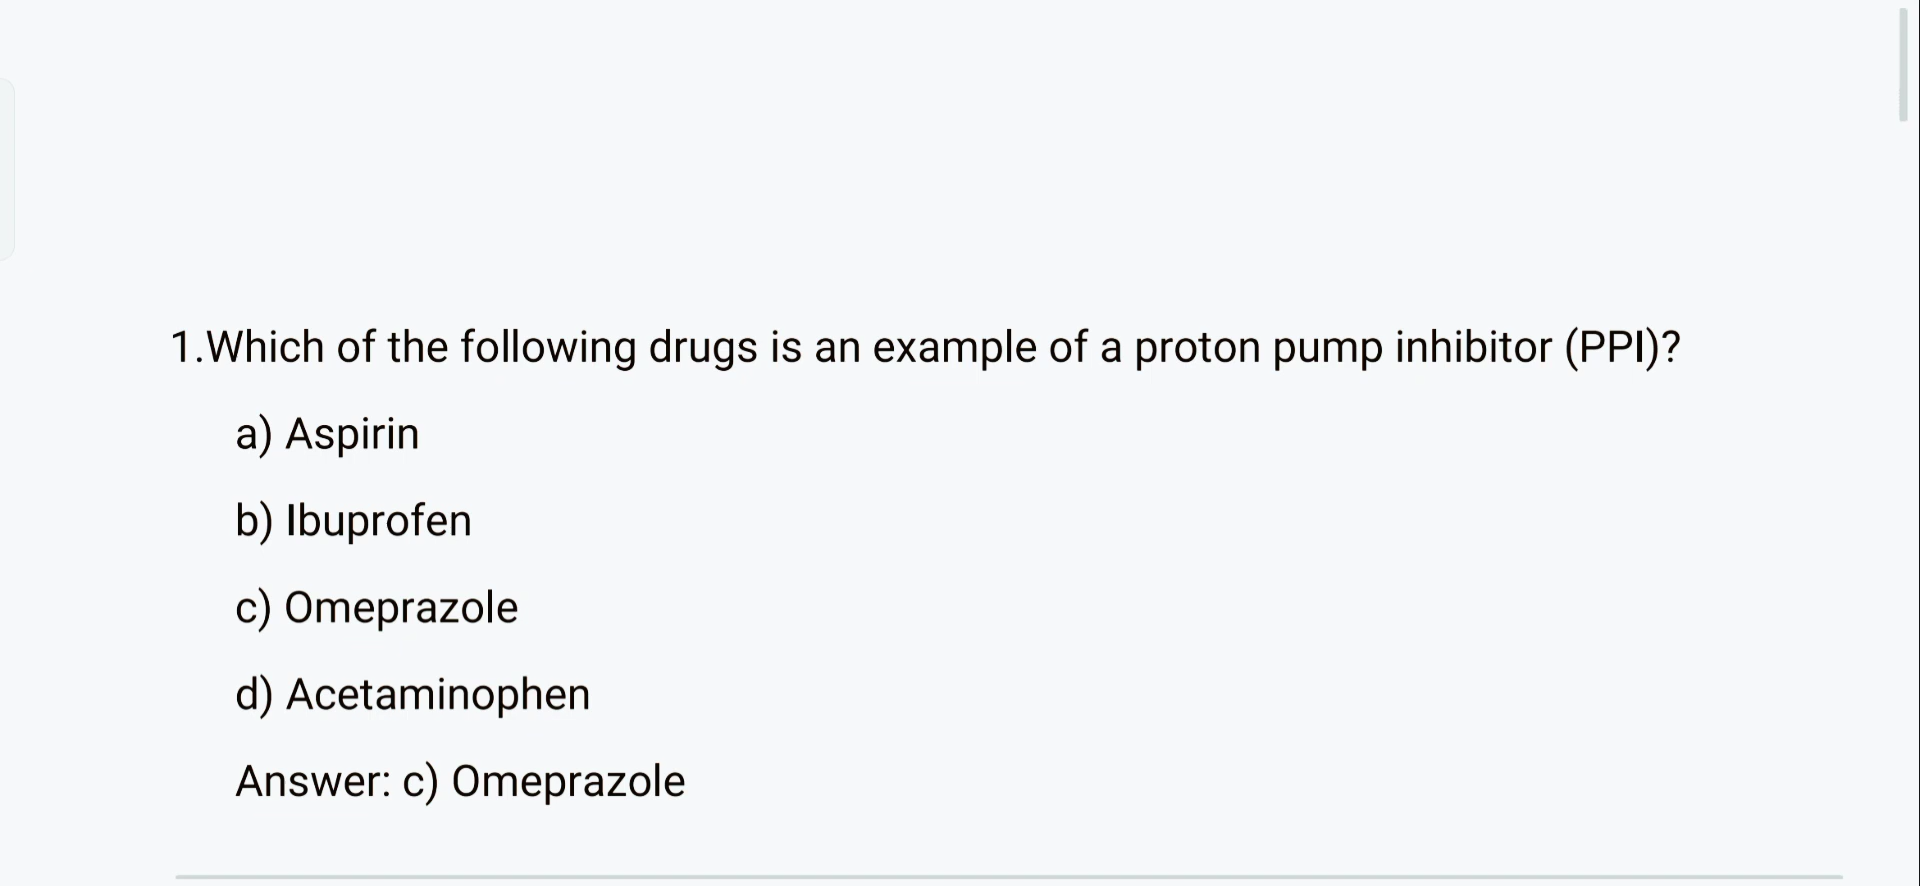 1.Which of the following drugs is an example of a proton pump inhibitor (PPI)?
a) Aspirin
b) Ibuprofen
c) Omeprazole
d) Acetaminophen
Answer: c) Omeprazole